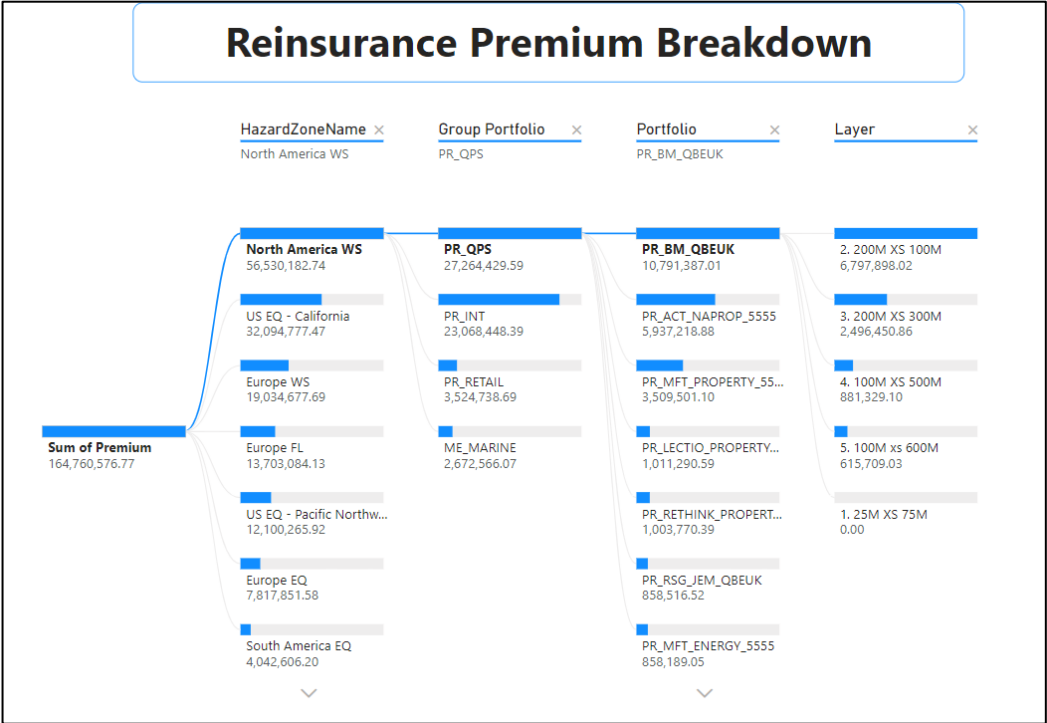 Reinsurance Premium Breakdown
HazardZoneName ×
North America WS
Group Portfolio ×
PR_QPS
Portfolio ×
PR_BM_QBEUK
Layer ×
Sum of Premium
164,760,576.77
North America WS
56,530,182.74
US EQ - California
32,094,777.47
Europe WS
19,034,677.69
Europe FL
13,703,084.13
US EQ - Pacific Northw...
12,100,265.92
Europe EQ
7,817,851.58
South America EQ
4,042,606.20
PR_QPS
27,264,429.59
PR_INT
23,068,448.39
PR_RETAIL
3,524,738.69
ME_MARINE
2,672,566.07
PR_BM_QBEUK
10,791,387.01
PR_ACT_NAPROP_5555
5,937,218.88
PR_MFT_PROPERTY_55...
3,509,501.10
PR_LECTIO_PROPERTY...
1,011,290.59
PR_RETHINK_PROPERT...
1,003,770.39
PR_RSG_JEM_QBEUK
858,516.52
PR_MFT_ENERGY_5555
858,189.05
2. 200M XS 100M
6,797,898.02
3. 200M XS 300M
2,496,450.86
4. 100M XS 500M
881,329.10
5. 100M xs 600M
615,709.03
1. 25M XS 75M
0.00